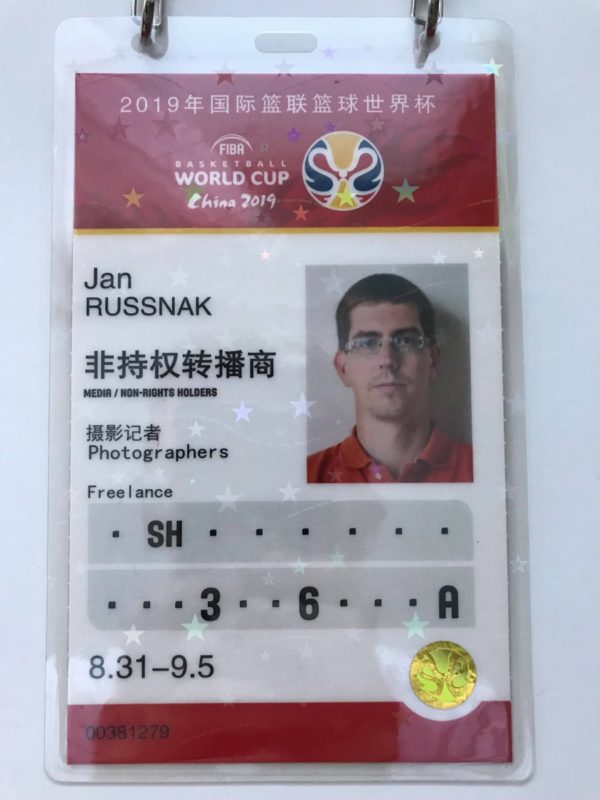 2019年国际篮联篮球世界杯
FIBA
BASKETBALL
WORLD CUP
China 2019
Jan
RUSSNAK
非持权转播商
MEDIA / NON-RIGHTS HOLDERS
摄影记者
Photographers
Freelance
· SH · · · · · ·
· · · 3 · · 6 · · · A
8.31–9.5
00381279